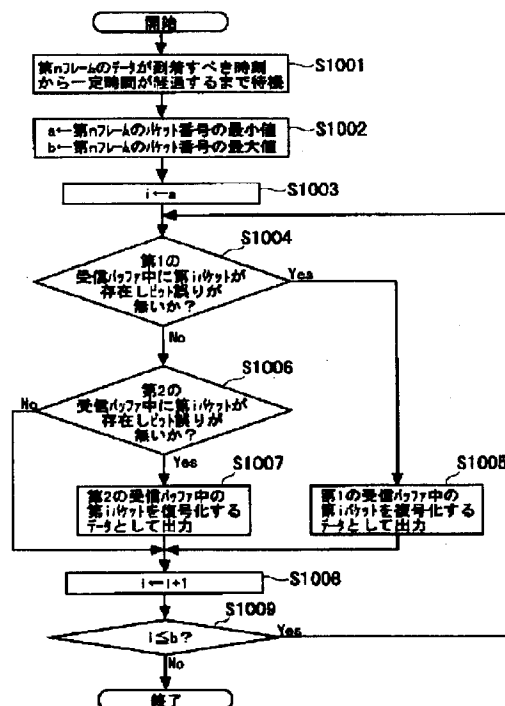 開始
第nフレームのデータが到着すべき時刻
から一定時間が経過するまで待機
S1001
a←第nフレームのパケット番号の最小値
b←第nフレームのパケット番号の最大値
S1002
i←a
S1003
第1の
受信バッファ中に第iパケットが
存在しビット誤りが
無いか?
S1004
Yes
No
第2の
受信バッファ中に第iパケットが
存在しビット誤りが
無いか?
S1006
No
Yes
第2の受信バッファ中の
第iパケットを復号化する
データとして出力
S1007
第1の受信バッファ中の
第iパケットを復号化する
データとして出力
S1005
i←i+1
S1008
i≦b?
S1009
Yes
No
終了